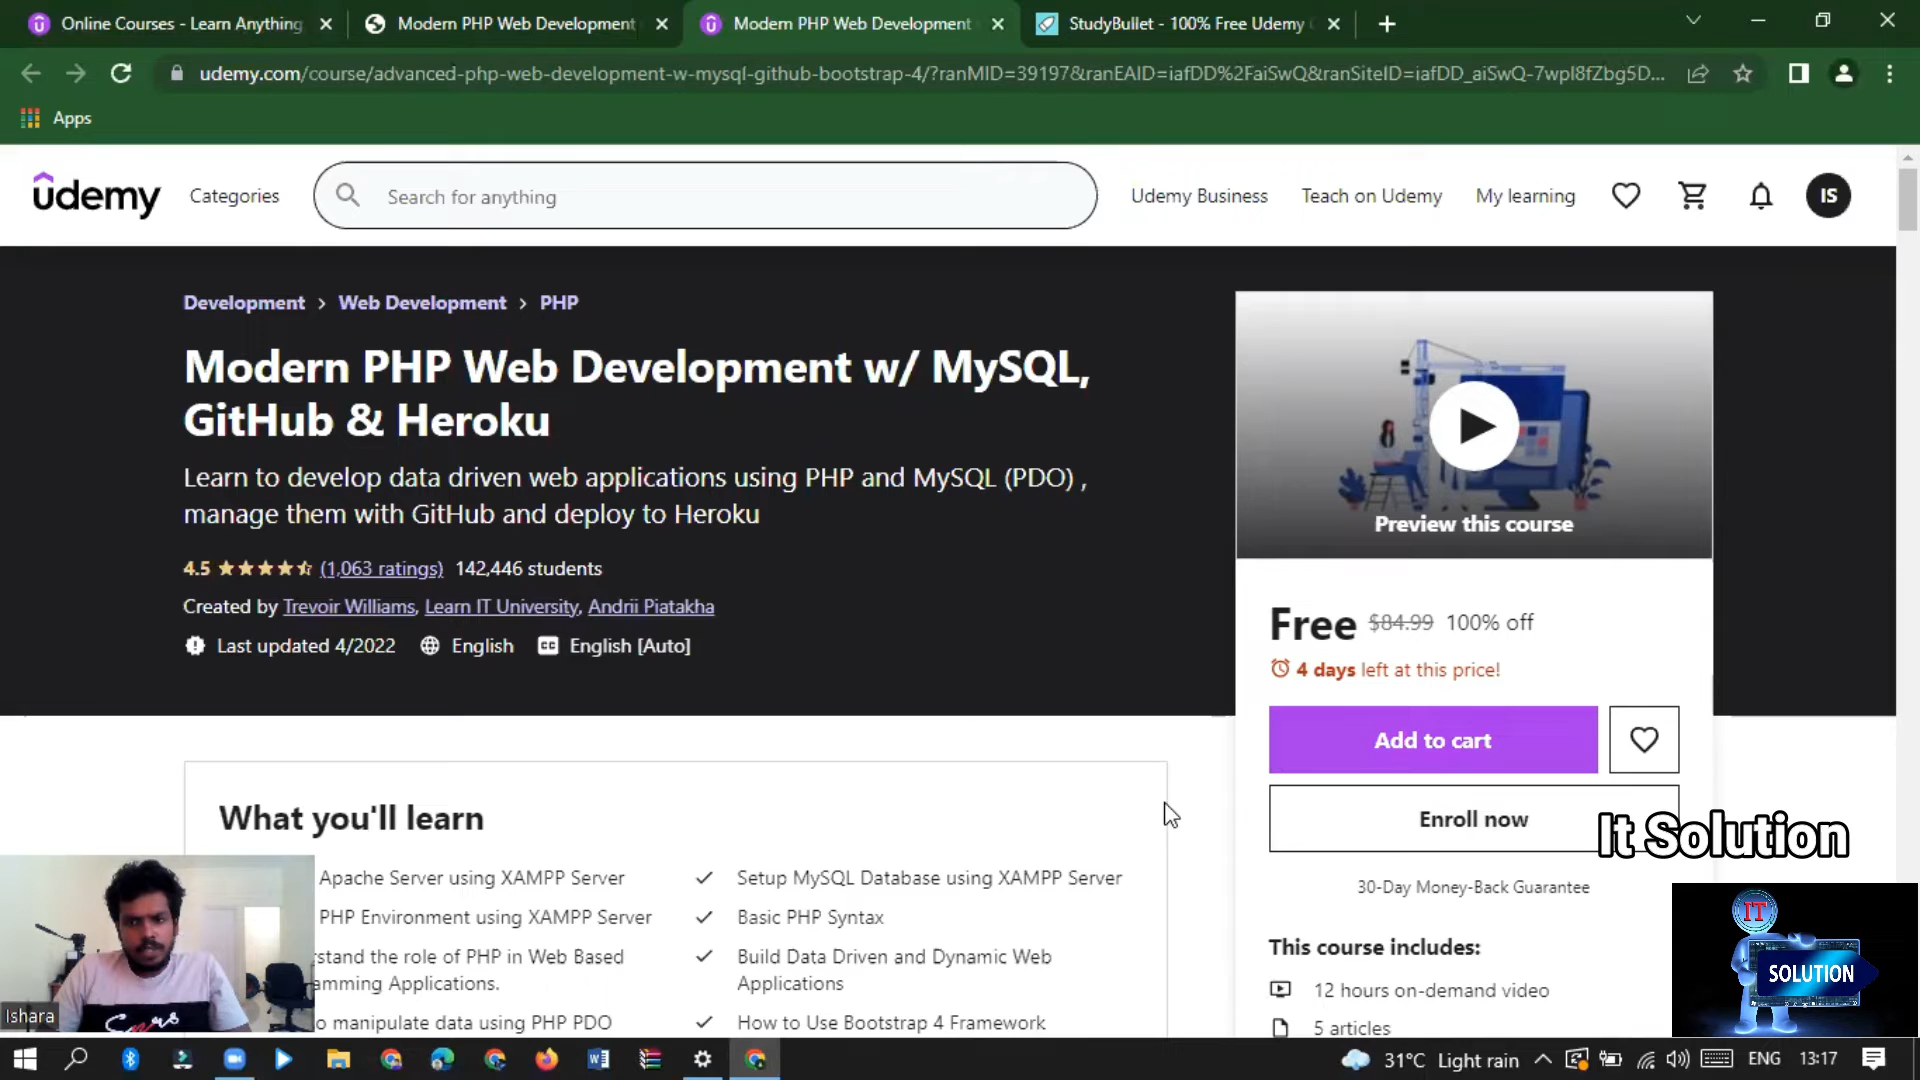 Online Courses - Learn Anything
Modern PHP Web Development
Modern PHP Web Development
StudyBullet - 100% Free Udemy
udemy.com/course/advanced-php-web-development-w-mysql-github-bootstrap-4/?ranMID=39197&ranEAID=iafDD%2FaiSwQ&ranSiteID=iafDD_aiSwQ-7wpl8fZbg5D...
Apps
udemy
Categories
Search for anything
Udemy Business
Teach on Udemy
My learning
IS
Development > Web Development > PHP
Modern PHP Web Development w/ MySQL,
GitHub & Heroku
Learn to develop data driven web applications using PHP and MySQL (PDO) ,
manage them with GitHub and deploy to Heroku
4.5 (1,063 ratings) 142,446 students
Created by Trevoir Williams, Learn IT University, Andrii Piatakha
Last updated 4/2022 English CC English [Auto]
Preview this course
Free $84.99 100% off
4 days left at this price!
Add to cart
Enroll now
It Solution
30-Day Money-Back Guarantee
This course includes:
12 hours on-demand video
5 articles
What you'll learn
Apache Server using XAMPP Server
Setup MySQL Database using XAMPP Server
PHP Environment using XAMPP Server
Basic PHP Syntax
rstand the role of PHP in Web Based
amming Applications.
Build Data Driven and Dynamic Web
Applications
o manipulate data using PHP PDO
How to Use Bootstrap 4 Framework
Ishara
IT
SOLUTION
31°C Light rain
ENG
13:17